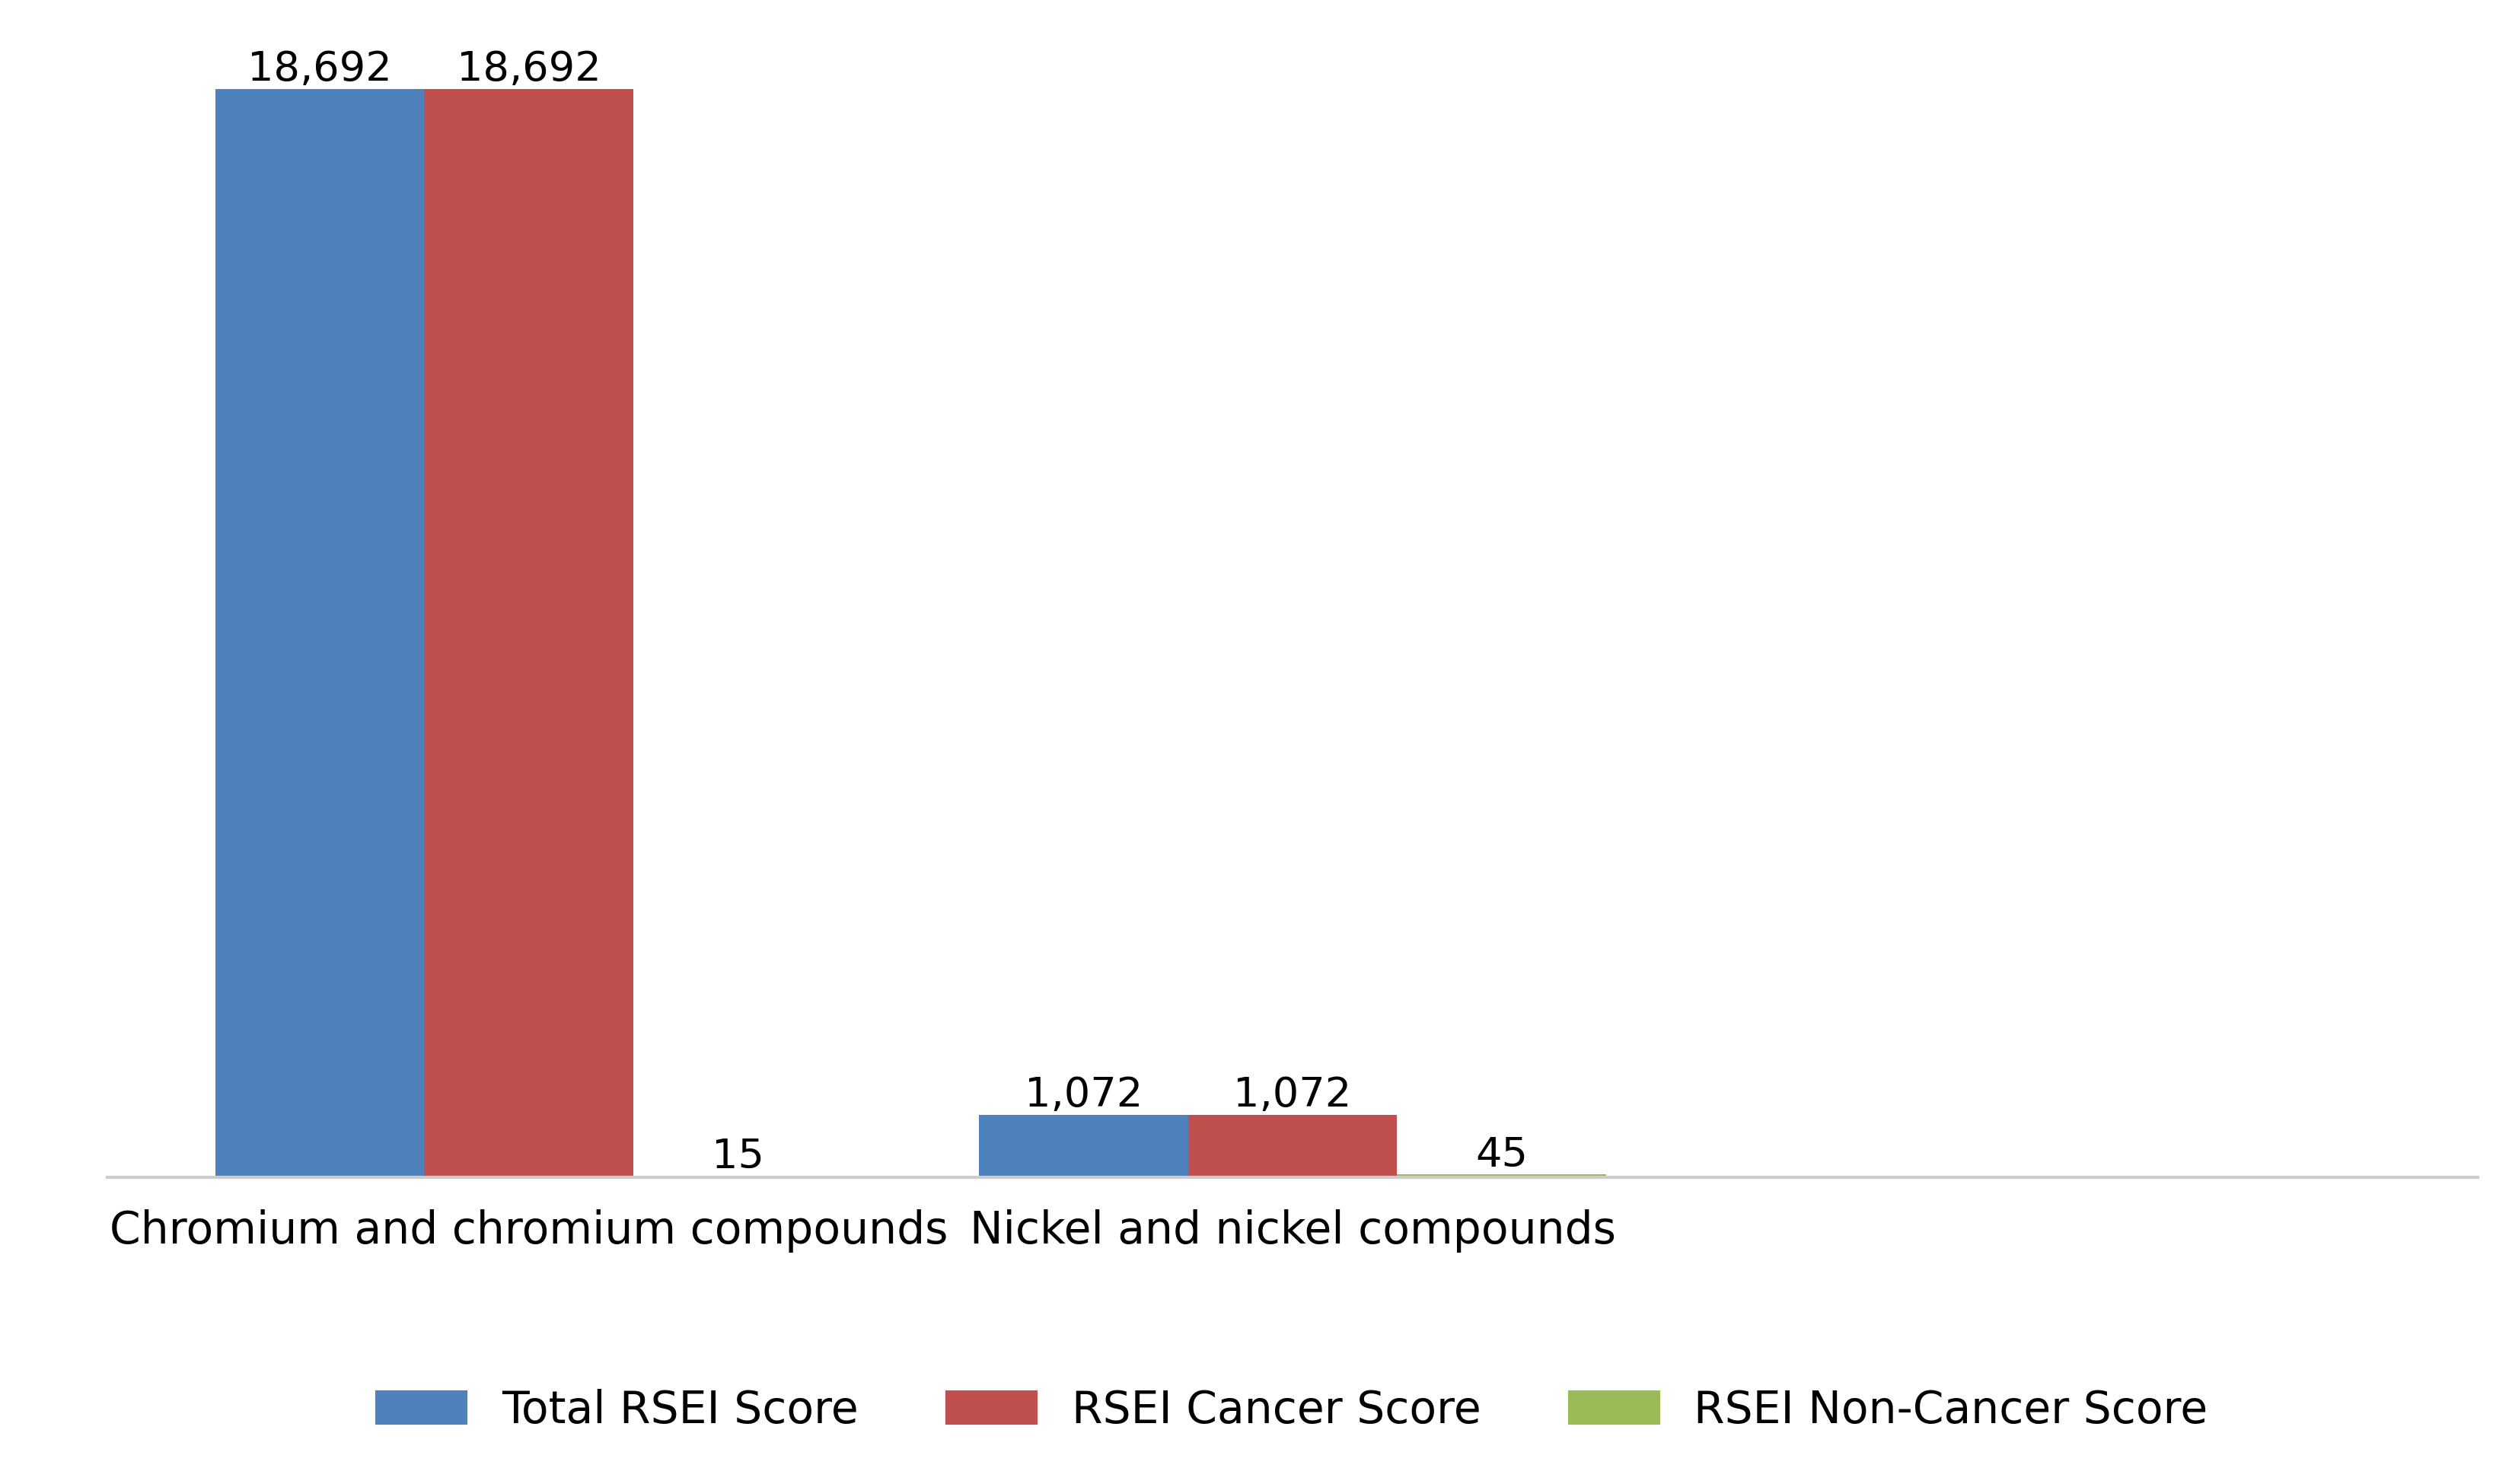 18,692 18,692
1,072 1,072
15 45
Chromium and chromium compounds Nickel and nickel compounds
Total RSEI Score RSEI Cancer Score RSEI Non-Cancer Score